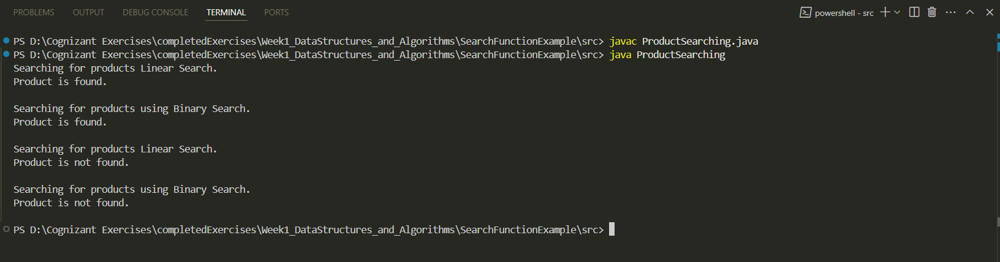 PROBLEMS OUTPUT DEBUG CONSOLE TERMINAL PORTS powershell - src
PS D:\Cognizant Exercises\completedExercises\Week1_DataStructures_and_Algorithms\SearchFunctionExample\src> javac ProductSearching.java
PS D:\Cognizant Exercises\completedExercises\Week1_DataStructures_and_Algorithms\SearchFunctionExample\src> java ProductSearching
Searching for products Linear Search.
Product is found.
Searching for products using Binary Search.
Product is found.
Searching for products Linear Search.
Product is not found.
Searching for products using Binary Search.
Product is not found.
PS D:\Cognizant Exercises\completedExercises\Week1_DataStructures_and_Algorithms\SearchFunctionExample\src>